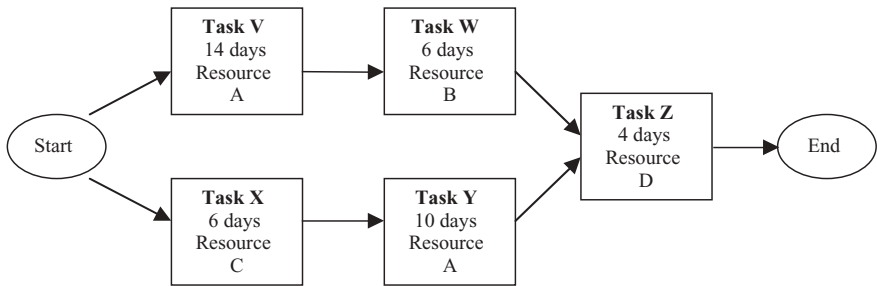 Start
Task V
14 days
Resource
A
Task W
6 days
Resource
B
Task X
6 days
Resource
C
Task Y
10 days
Resource
A
Task Z
4 days
Resource
D
End